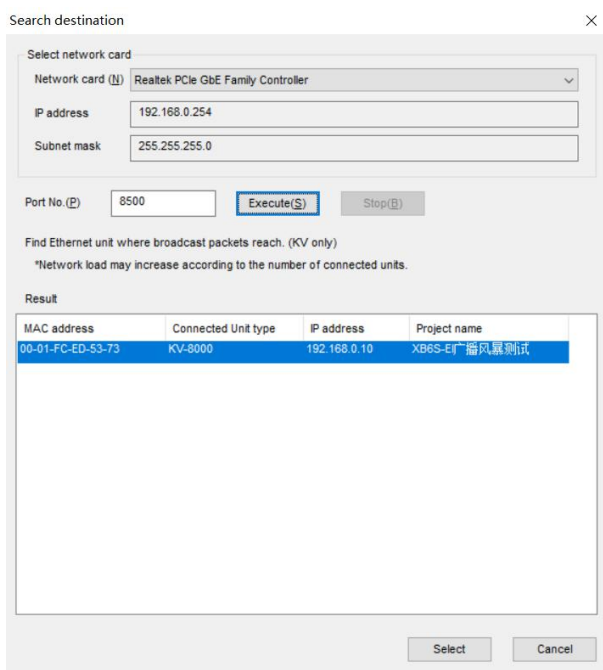 Search destination
Select network card
Network card (N) Realtek PCIe GbE Family Controller
IP address 192.168.0.254
Subnet mask 255.255.255.0
Port No.(P) 8500 Execute(S) Stop(B)
Find Ethernet unit where broadcast packets reach. (KV only)
*Network load may increase according to the number of connected units.
Result
MAC address Connected Unit type IP address Project name
00-01-FC-ED-53-73 KV-8000 192.168.0.10 XB6S-EI广播风暴测试
Select Cancel